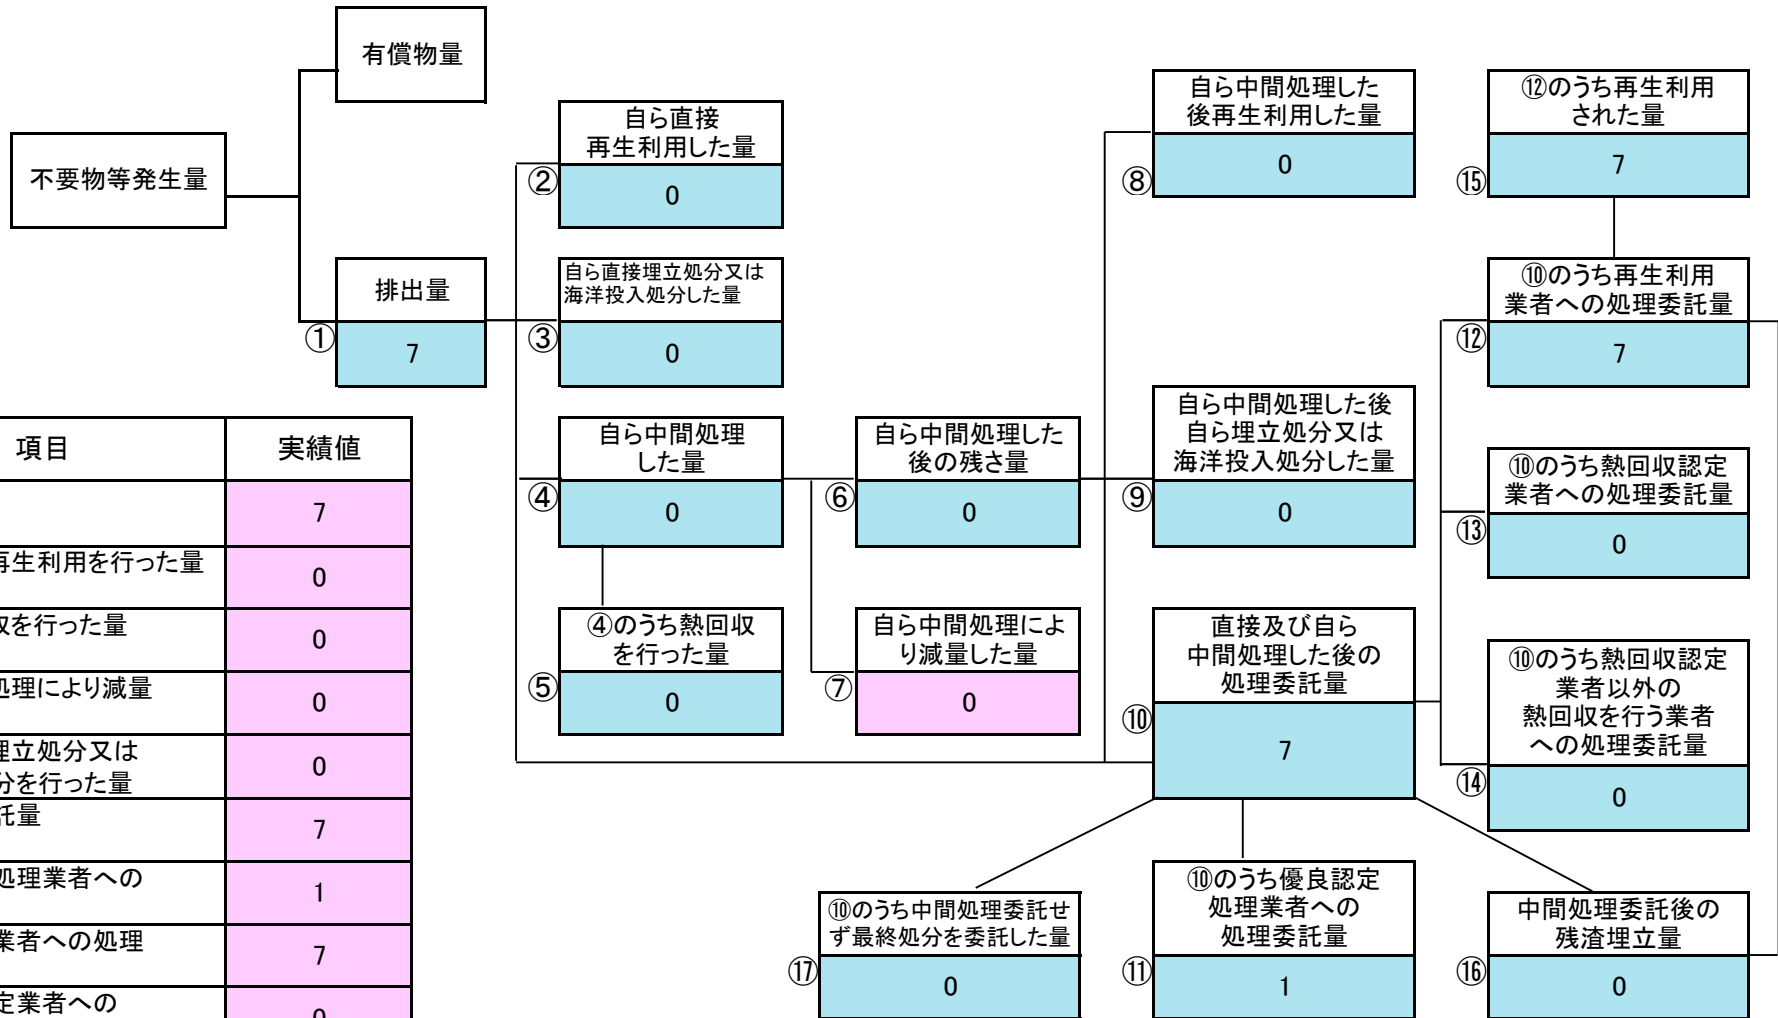 有償物量
不要物等発生量
排出量
①
7
自ら直接
再生利用した量
②
0
自ら直接埋立処分又は
海洋投入処分した量
③
0
自ら中間処理
した量
④
0
④のうち熱回収
を行った量
⑤
0
自ら中間処理した
後の残さ量
⑥
0
自ら中間処理によ
り減量した量
⑦
0
自ら中間処理した
後再生利用した量
⑧
0
自ら中間処理した後
自ら埋立処分又は
海洋投入処分した量
⑨
0
直接及び自ら
中間処理した後の
処理委託量
⑩
7
⑫のうち再生利用
された量
⑮
7
⑩のうち再生利用
業者への処理委託量
⑫
7
⑩のうち熱回収認定
業者への処理委託量
⑬
0
⑩のうち熱回収認定
業者以外の
熱回収を行う業者
への処理委託量
⑭
0
⑩のうち中間処理委託せ
ず最終処分を委託した量
⑰
0
⑩のうち優良認定
処理業者への
処理委託量
⑪
1
中間処理委託後の
残渣埋立量
⑯
0
項目 実績値
7
再生利用を行った量 0
収を行った量 0
処理により減量 0
埋立処分又は
分を行った量 0
託量 7
処理業者への 1
業者への処理 7
定業者への 0